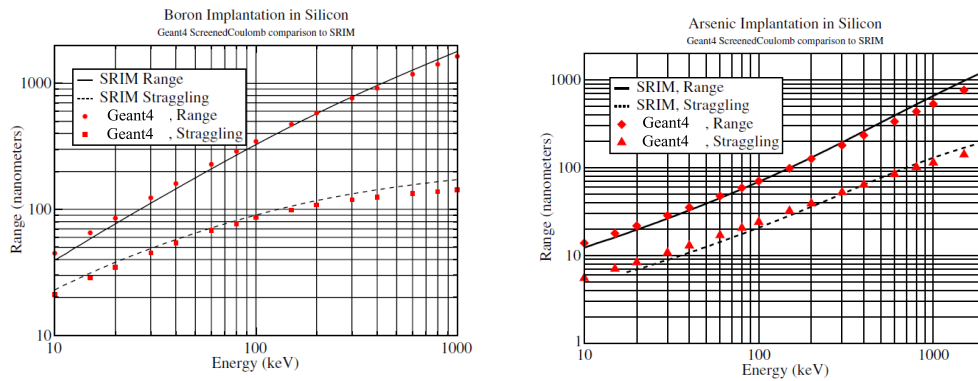 Boron Implantation in Silicon
Geant4 ScreenedCoulomb comparison to SRIM
Range (nanometers)
1000
100
10
SRIM Range
SRIM Straggling
Geant4 , Range
Geant4 , Straggling
10 100 1000
Energy (keV)
Arsenic Implantation in Silicon
Geant4 ScreenedCoulomb comparison to SRIM
Range (nanometers)
1000
100
10
1
SRIM, Range
SRIM, Straggling
Geant4 , Range
Geant4 , Straggling
10 100 1000
Energy (keV)